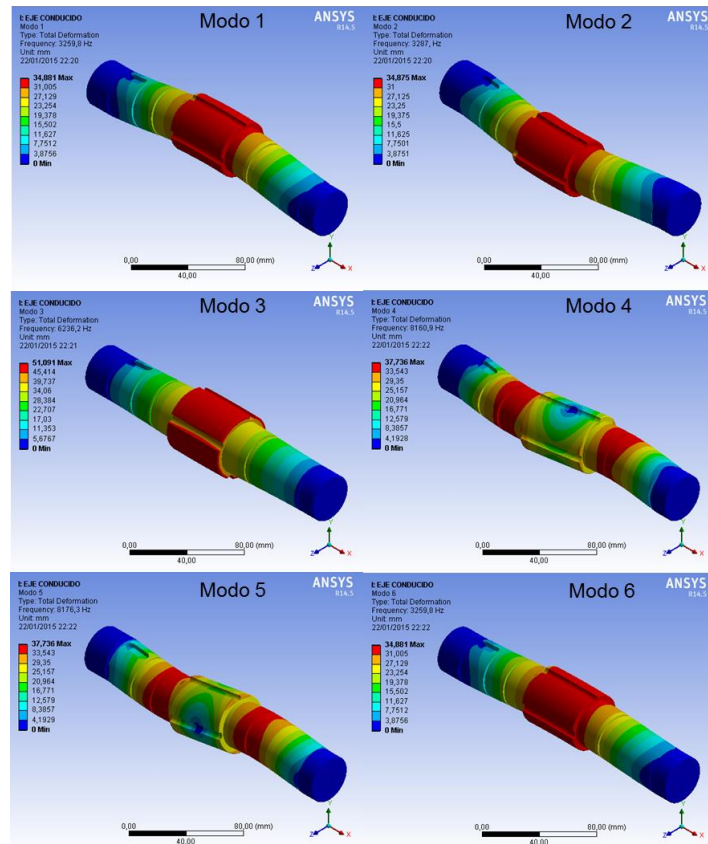 I: EJE CONDUCIDO
Modo 1
Type: Total Deformation
Frequency: 3259,8 Hz
Unit: mm
22/01/2015 22:20
34,881 Max
31,005
27,129
23,254
19,378
15,502
11,627
7,7512
3,8756
0 Min
Modo 1
ANSYS
R14.5
0,00
80,00 (mm)
40,00
Y
Z
X
I: EJE CONDUCIDO
Modo 2
Type: Total Deformation
Frequency: 3287, Hz
Unit: mm
22/01/2015 22:20
34,875 Max
31
27,125
23,25
19,375
15,5
11,625
7,7501
3,8751
0 Min
Modo 2
ANSYS
R14.5
0,00
80,00 (mm)
40,00
Y
Z
X
I: EJE CONDUCIDO
Modo 3
Type: Total Deformation
Frequency: 6236,2 Hz
Unit: mm
22/01/2015 22:21
51,091 Max
45,414
39,737
34,06
28,384
22,707
17,03
11,353
5,6767
0 Min
Modo 3
ANSYS
R14.5
0,00
80,00 (mm)
40,00
Y
Z
X
I: EJE CONDUCIDO
Modo 4
Type: Total Deformation
Frequency: 8160,9 Hz
Unit: mm
22/01/2015 22:22
37,736 Max
33,543
29,35
25,157
20,964
16,771
12,579
8,3857
4,1928
0 Min
Modo 4
ANSYS
R14.5
0,00
80,00 (mm)
40,00
Y
Z
X
I: EJE CONDUCIDO
Modo 5
Type: Total Deformation
Frequency: 8176,3 Hz
Unit: mm
22/01/2015 22:22
37,736 Max
33,543
29,35
25,157
20,964
16,771
12,579
8,3857
4,1929
0 Min
Modo 5
ANSYS
R14.5
0,00
80,00 (mm)
40,00
Y
Z
X
I: EJE CONDUCIDO
Modo 6
Type: Total Deformation
Frequency: 3259,8 Hz
Unit: mm
22/01/2015 22:22
34,881 Max
31,005
27,129
23,254
19,378
15,502
11,627
7,7512
3,8756
0 Min
Modo 6
ANSYS
R14.5
0,00
80,00 (mm)
40,00
Y
Z
X